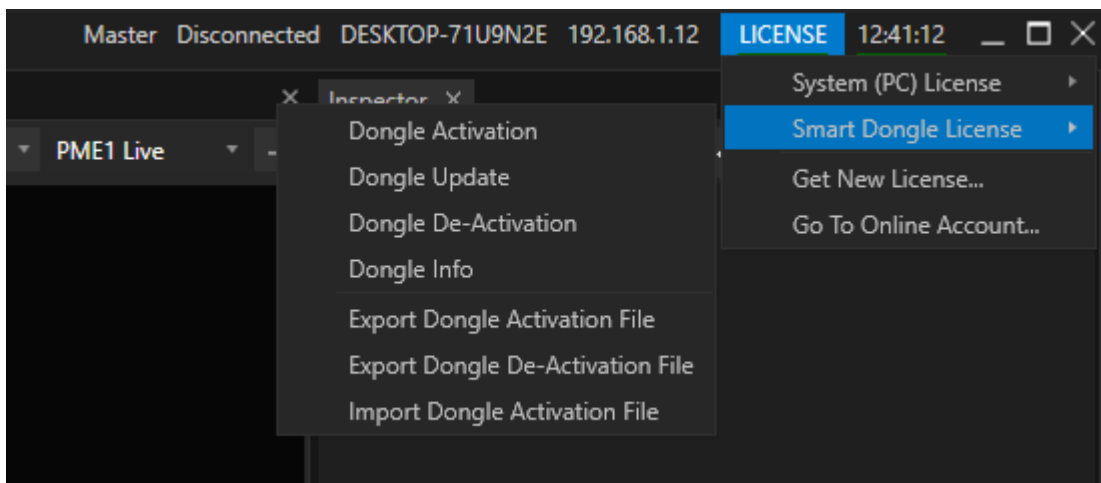 Master Disconnected DESKTOP-71U9N2E 192.168.1.12 LICENSE 12:41:12
Inspector
PME1 Live
System (PC) License
Smart Dongle License
Get New License...
Go To Online Account...
Dongle Activation
Dongle Update
Dongle De-Activation
Dongle Info
Export Dongle Activation File
Export Dongle De-Activation File
Import Dongle Activation File